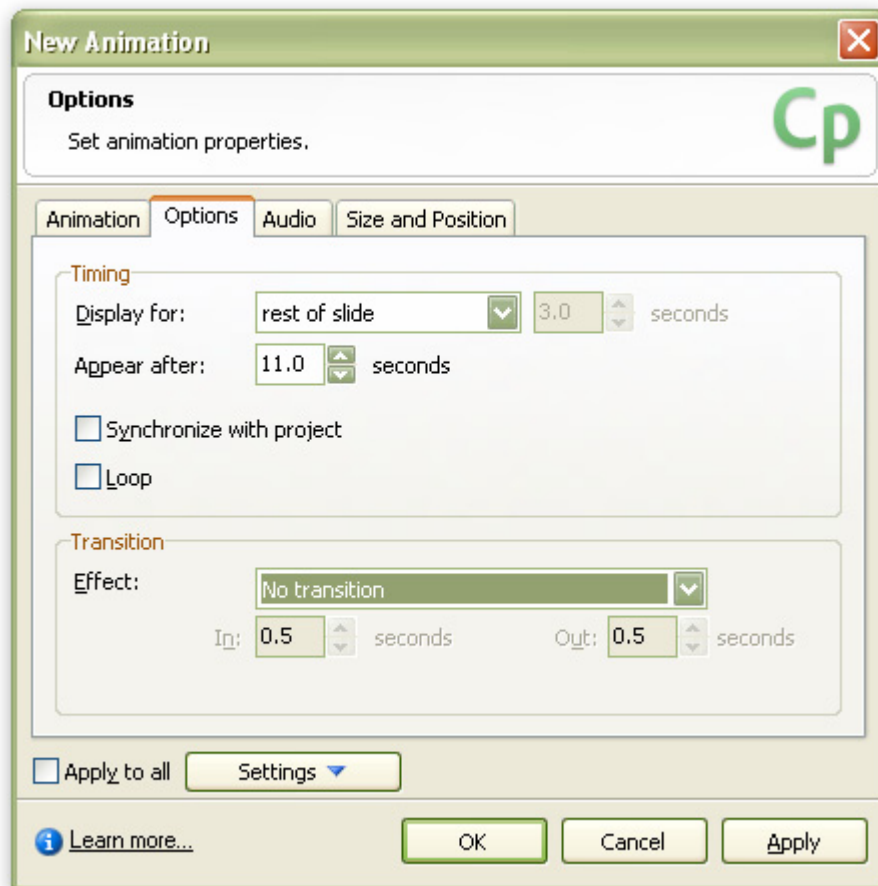 New Animation
Options
Set animation properties.
Cp
Animation Options Audio Size and Position
Timing
Display for: rest of slide 3.0 seconds
Appear after: 11.0 seconds
Synchronize with project
Loop
Transition
Effect: No transition
In: 0.5 seconds Out: 0.5 seconds
Apply to all Settings
Learn more... OK Cancel Apply